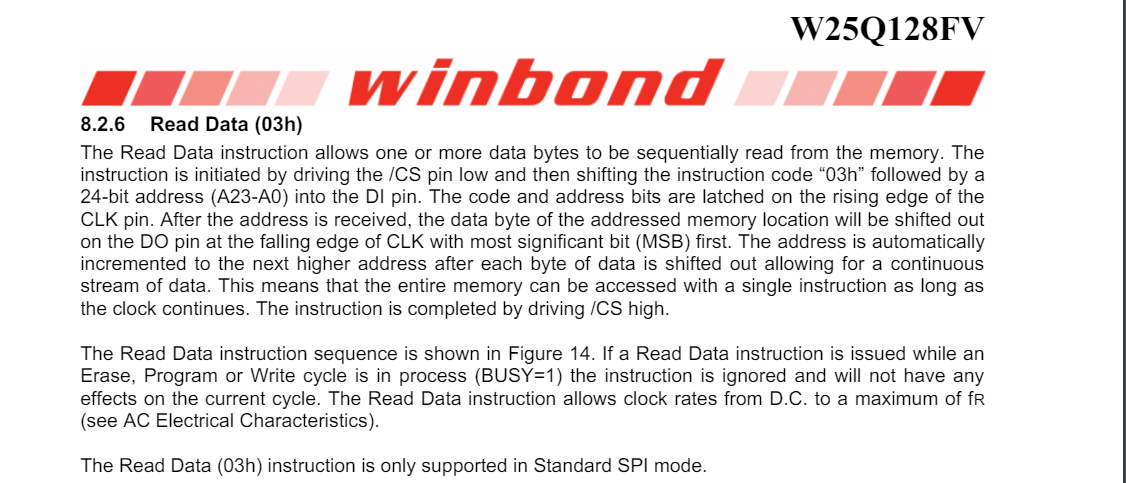 W25Q128FV
winbond
8.2.6 Read Data (03h)
The Read Data instruction allows one or more data bytes to be sequentially read from the memory. The
instruction is initiated by driving the /CS pin low and then shifting the instruction code “03h” followed by a
24-bit address (A23-A0) into the DI pin. The code and address bits are latched on the rising edge of the
CLK pin. After the address is received, the data byte of the addressed memory location will be shifted out
on the DO pin at the falling edge of CLK with most significant bit (MSB) first. The address is automatically
incremented to the next higher address after each byte of data is shifted out allowing for a continuous
stream of data. This means that the entire memory can be accessed with a single instruction as long as
the clock continues. The instruction is completed by driving /CS high.
The Read Data instruction sequence is shown in Figure 14. If a Read Data instruction is issued while an
Erase, Program or Write cycle is in process (BUSY=1) the instruction is ignored and will not have any
effects on the current cycle. The Read Data instruction allows clock rates from D.C. to a maximum of fR
(see AC Electrical Characteristics).
The Read Data (03h) instruction is only supported in Standard SPI mode.